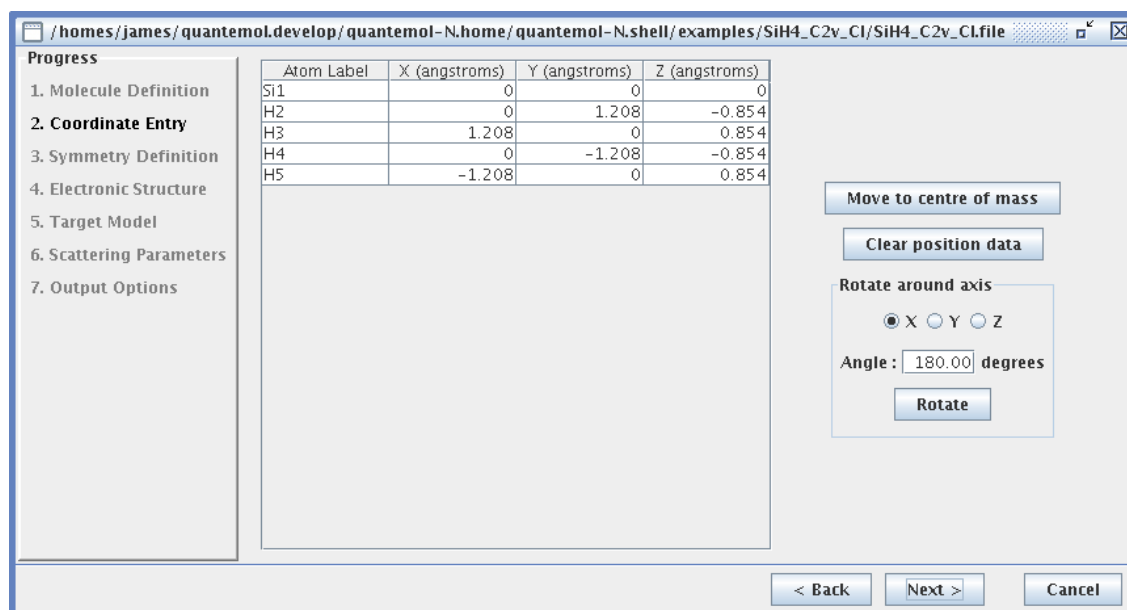 /homes/james/quantemol.develop/quantemol-N.home/quantemol-N.shell/examples/SiH4_C2v_CI/SiH4_C2v_CI.file
Progress
1. Molecule Definition
2. Coordinate Entry
3. Symmetry Definition
4. Electronic Structure
5. Target Model
6. Scattering Parameters
7. Output Options
Atom Label X (angstroms) Y (angstroms) Z (angstroms)
Si1 0 0 0
H2 0 1.208 -0.854
H3 1.208 0 0.854
H4 0 -1.208 -0.854
H5 -1.208 0 0.854
Move to centre of mass
Clear position data
Rotate around axis
X Y Z
Angle : 180.00 degrees
Rotate
< Back Next > Cancel